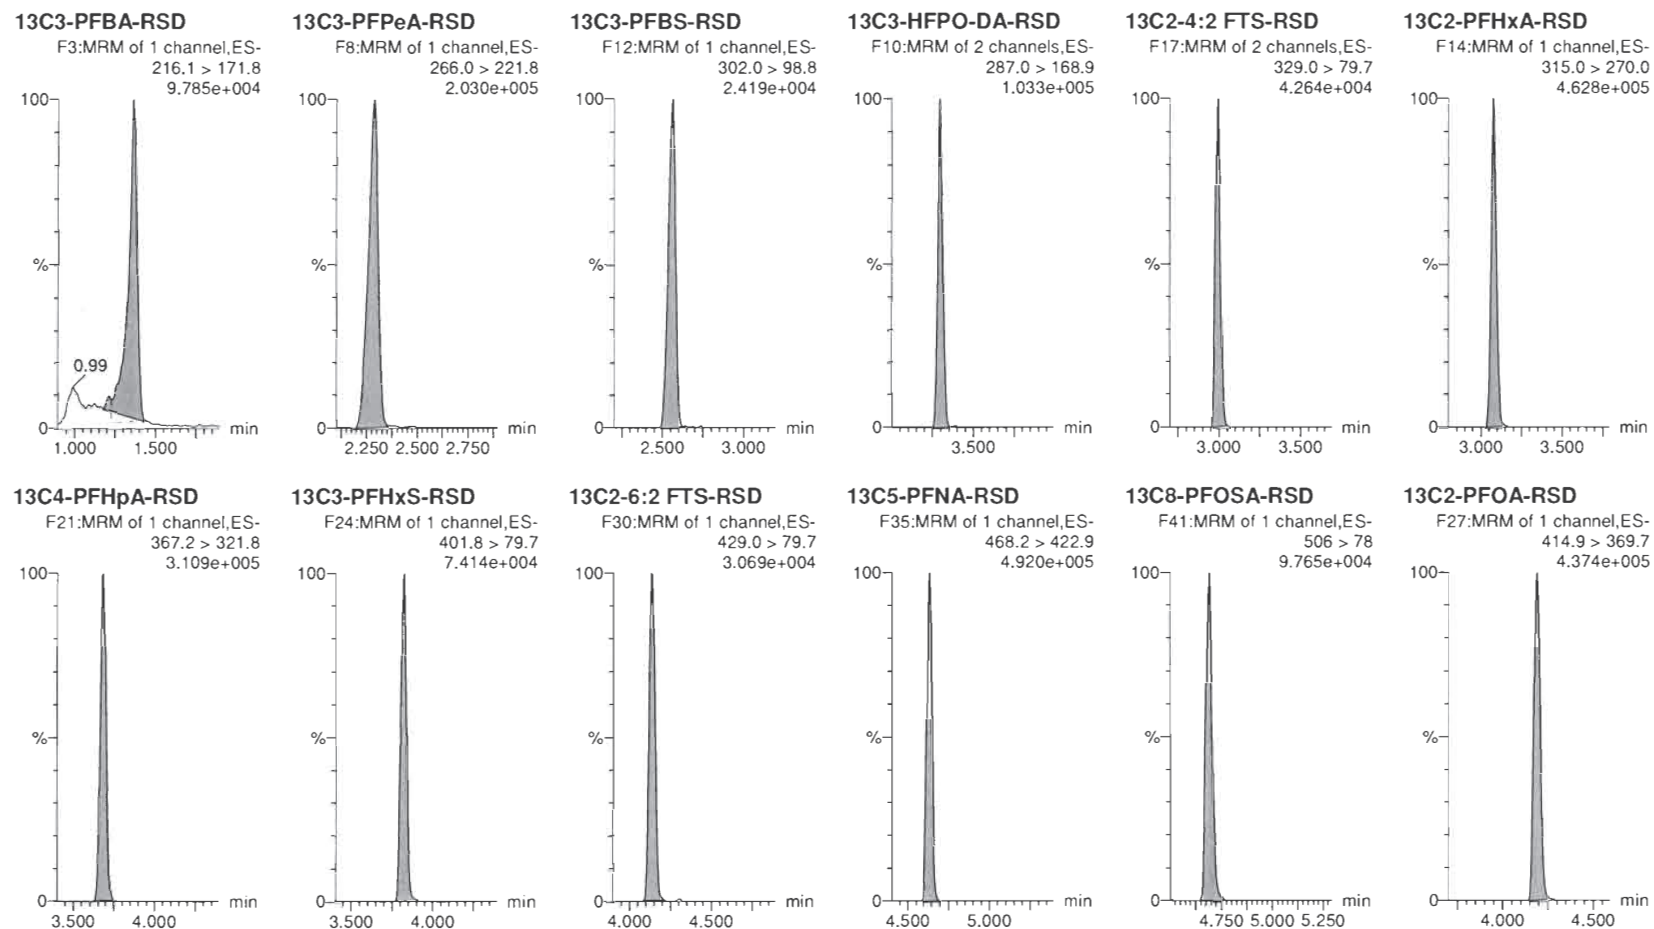 13C3-PFBA-RSD
F3:MRM of 1 channel,ES-
216.1 > 171.8
9.785e+004
100
%
0.99
0
min
1.000 1.500
13C3-PFPeA-RSD
F8:MRM of 1 channel,ES-
266.0 > 221.8
2.030e+005
100
%
0
min
2.250 2.500 2.750
13C3-PFBS-RSD
F12:MRM of 1 channel,ES-
302.0 > 98.8
2.419e+004
100
%
0
min
2.500 3.000
13C3-HFPO-DA-RSD
F10:MRM of 2 channels,ES-
287.0 > 168.9
1.033e+005
100
%
0
min
3.500
13C2-4:2 FTS-RSD
F17:MRM of 2 channels,ES-
329.0 > 79.7
4.264e+004
100
%
0
min
3.000 3.500
13C2-PFHxA-RSD
F14:MRM of 1 channel,ES-
315.0 > 270.0
4.628e+005
100
%
0
min
3.000 3.500
13C4-PFHpA-RSD
F21:MRM of 1 channel,ES-
367.2 > 321.8
3.109e+005
100
%
0
min
3.500 4.000
13C3-PFHxS-RSD
F24:MRM of 1 channel,ES-
401.8 > 79.7
7.414e+004
100
%
0
min
3.500 4.000
13C2-6:2 FTS-RSD
F30:MRM of 1 channel,ES-
429.0 > 79.7
3.069e+004
100
%
0
min
4.000 4.500
13C5-PFNA-RSD
F35:MRM of 1 channel,ES-
468.2 > 422.9
4.920e+005
100
%
0
min
4.500 5.000
13C8-PFOSA-RSD
F41:MRM of 1 channel,ES-
506 > 78
9.765e+004
100
%
0
min
4.750 5.000 5.250
13C2-PFOA-RSD
F27:MRM of 1 channel,ES-
414.9 > 369.7
4.374e+005
100
%
0
min
4.000 4.500